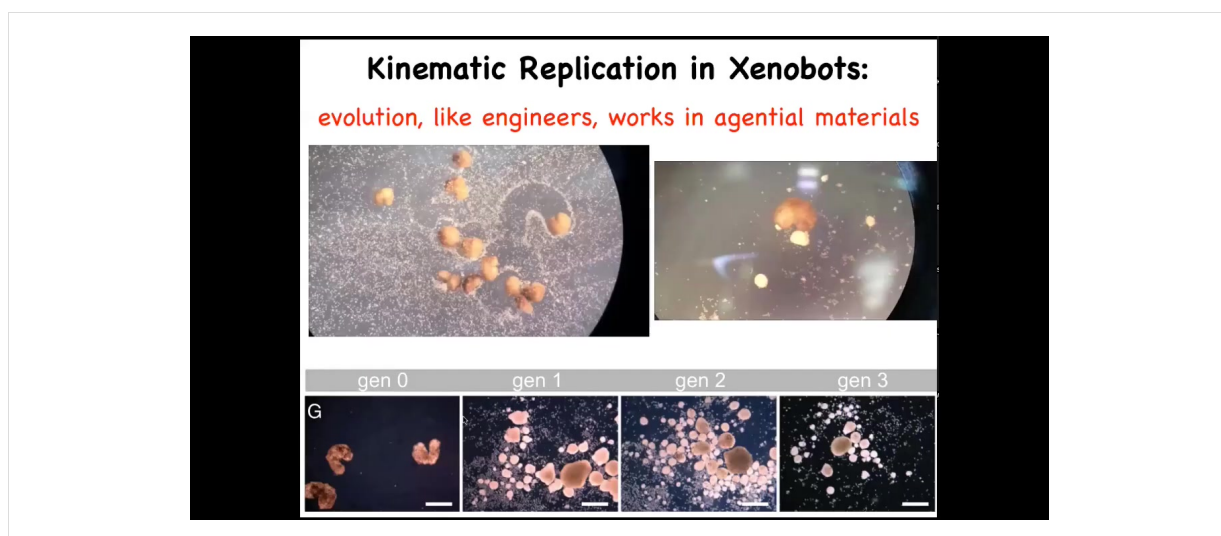 Kinematic Replication in Xenobots:
evolution, like engineers, works in agential materials
gen 0 gen 1 gen 2 gen 3
G